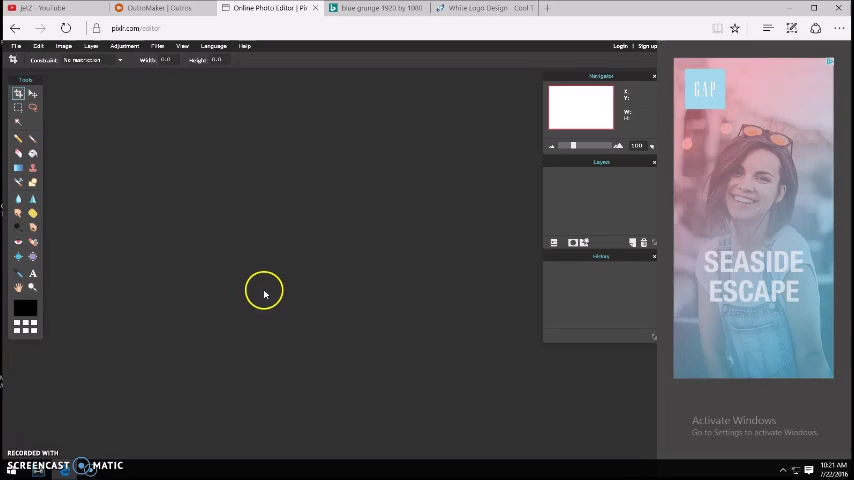 jetZ - YouTube
OutroMaker | Outros
Online Photo Editor | Pix
blue grunge 1920 by 1080
White Logo Design - Cool T
pixlr.com/editor
File Edit Image Layer Adjustment Filter View Language Help
Login | Sign up
Constraint: No restriction Width: 0.0 Height: 0.0
Tools
Navigator
X:
Y:
W:
H:
100
Layers
History
A
GAP
SEASIDE
ESCAPE
Activate Windows
Go to Settings to activate Windows.
RECORDED WITH
SCREENCAST MATIC
10:21 AM
7/22/2016